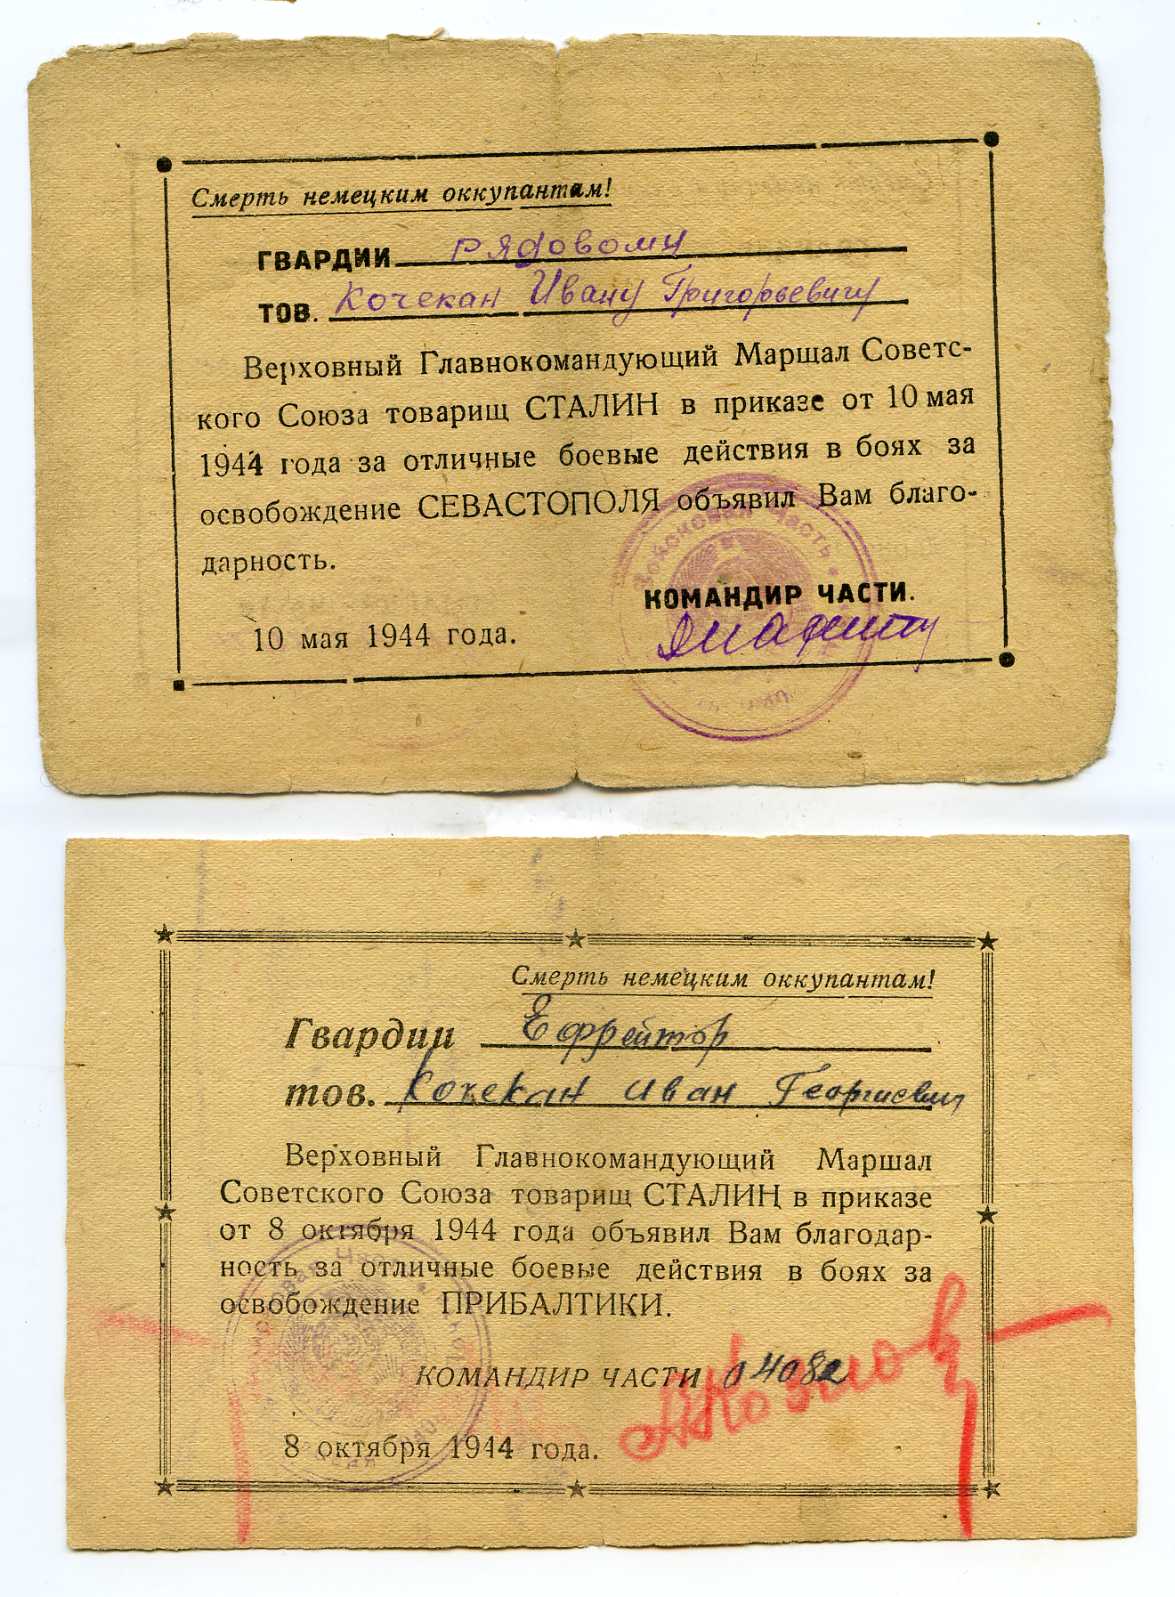 Смерть немецким оккупантам!
ГВАРДИИ рядовому
ТОВ. Кочекан Ивану Григорьевичу
Верховный Главнокомандующий Маршал Советс-
кого Союза товарищ СТАЛИН в приказе от 10 мая
1944 года за отличные боевые действия в боях за
освобождение СЕВАСТОПОЛЯ объявил Вам благо-
дарность.
Войсковая Часть
КОМАНДИР ЧАСТИ.
10 мая 1944 года.
Смерть немецким оккупантам!
Гвардии Ефрейтор
тов. Кочекан Иван Георгиевич
Верховный Главнокомандующий Маршал
Советского Союза товарищ СТАЛИН в приказе
от 8 октября 1944 года объявил Вам благодар-
ность за отличные боевые действия в боях за
освобождение ПРИБАЛТИКИ.
КОМАНДИР ЧАСТИ 04082
8 октября 1944 года.